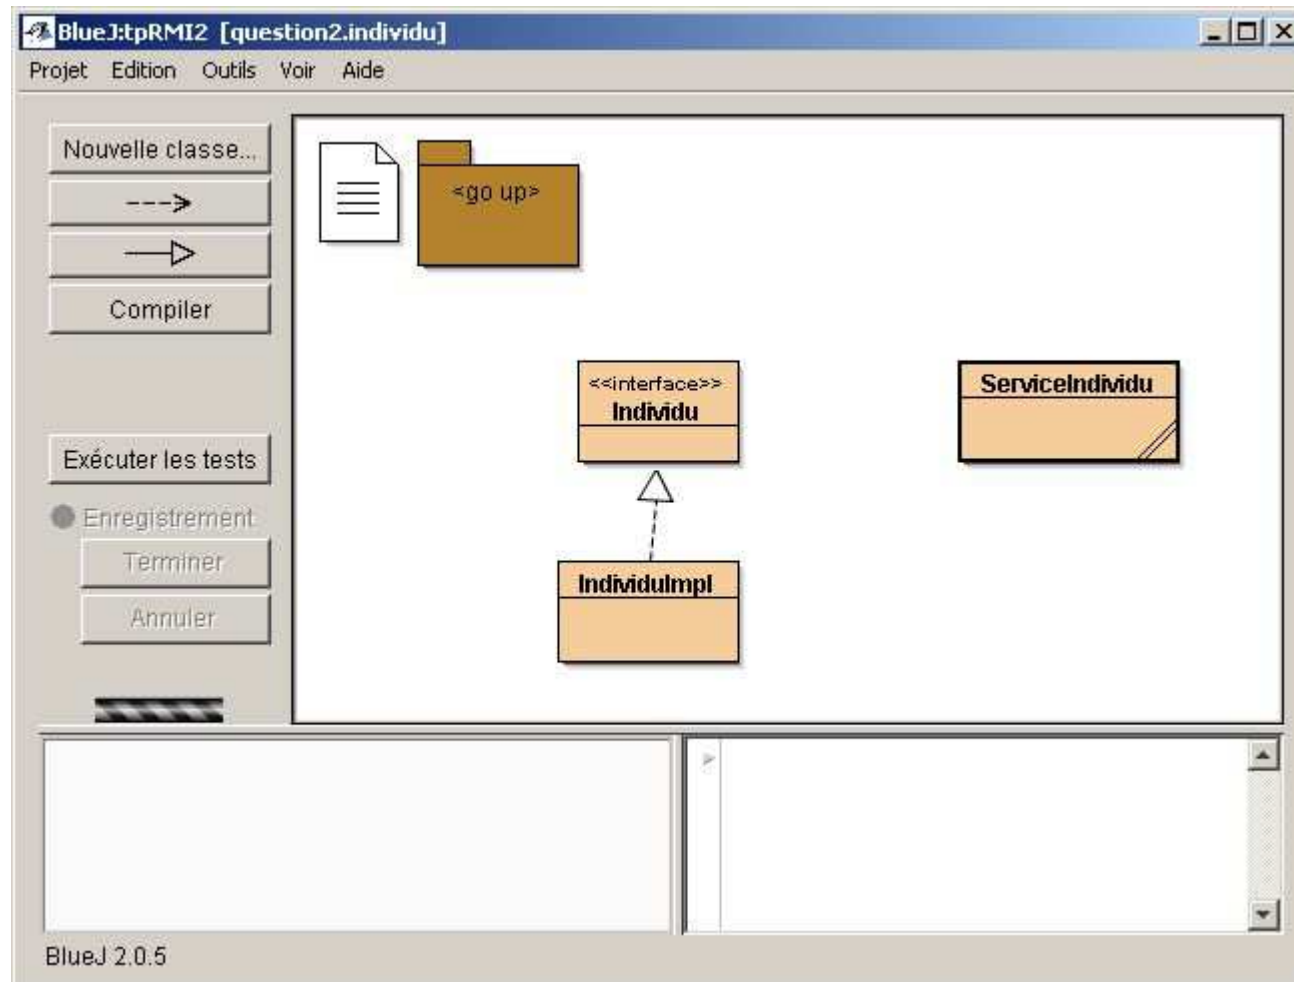 BlueJ:tpRMI2 [question2.individu]
Projet Edition Outils Voir Aide
Nouvelle classe...
<go up>
Compiler
<<interface>>
Individu
ServiceIndividu
Exécuter les tests
Enregistrement
Terminer
IndividuImpl
Annuler
BlueJ 2.0.5